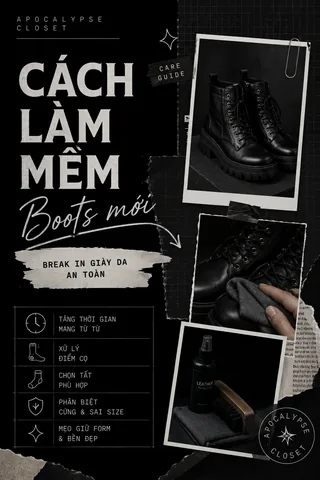 APOCALYPSE
CLOSET
CARE
GUIDE
CÁCH
LÀM
MỀM
Boots mới
BREAK IN GIÀY DA
AN TOÀN
TĂNG THỜI GIAN
MANG TỪ TỪ
XỬ LÝ
ĐIỂM CỌ
CHỌN TẤT
PHÙ HỢP
PHÂN BIỆT
CỨNG & SAI SIZE
MẸO GIỮ FORM
& BỀN ĐẸP
LEATHER
APOCALYPSE
CLOSET